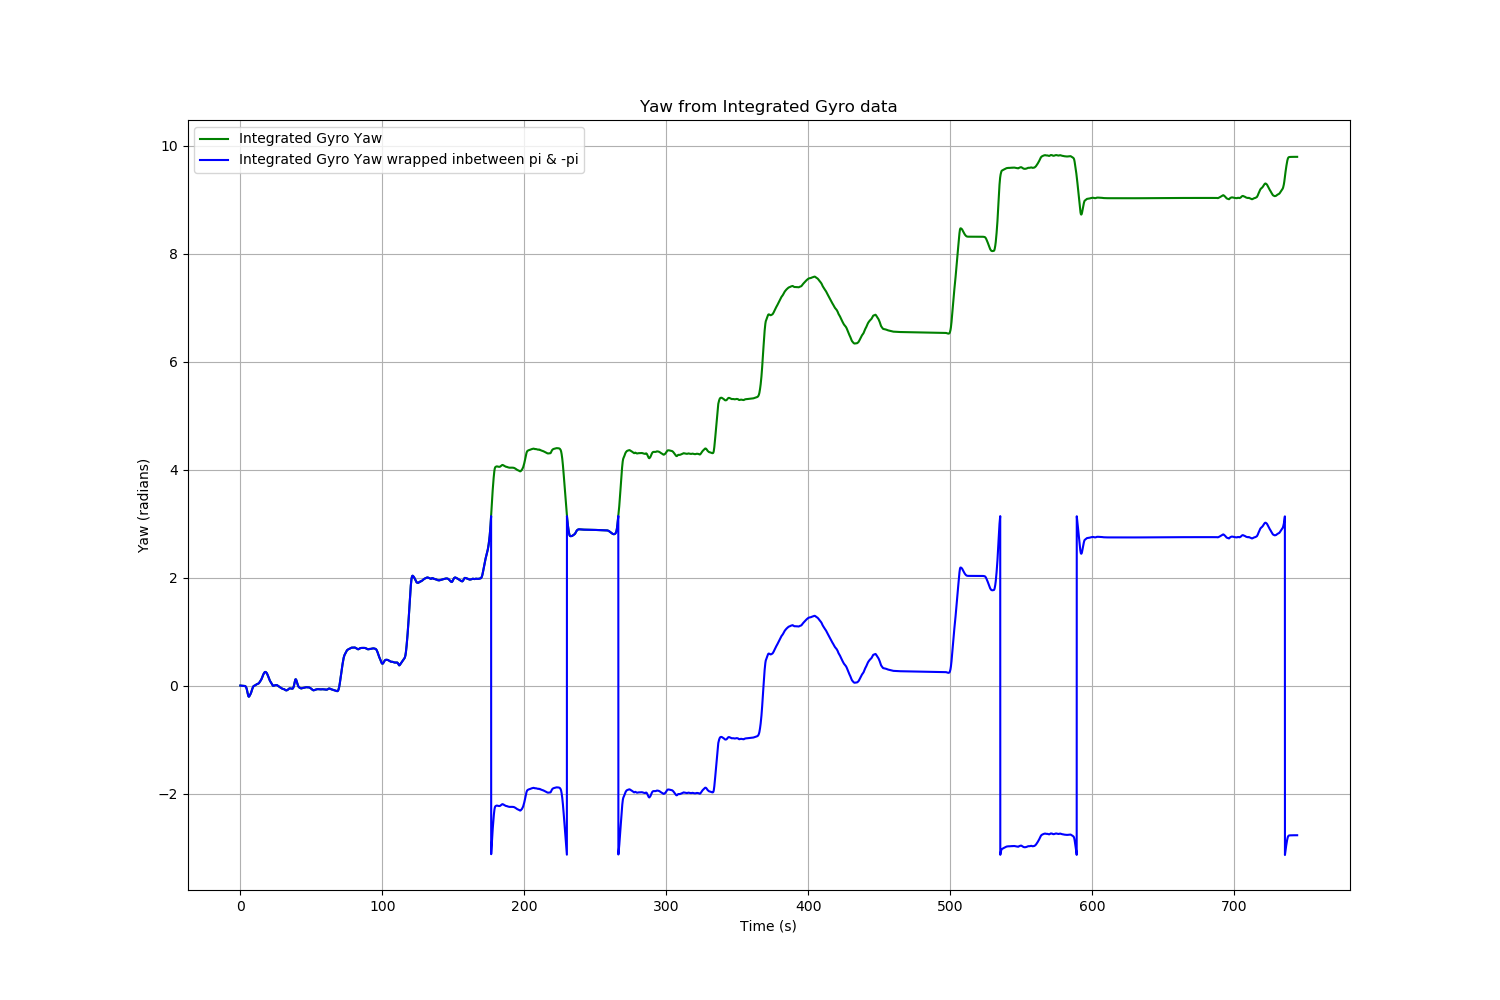 Yaw from Integrated Gyro data
Integrated Gyro Yaw
Integrated Gyro Yaw wrapped inbetween pi & -pi
10
8
6
4
2
0
−2
Yaw (radians)
0 100 200 300 400 500 600 700
Time (s)